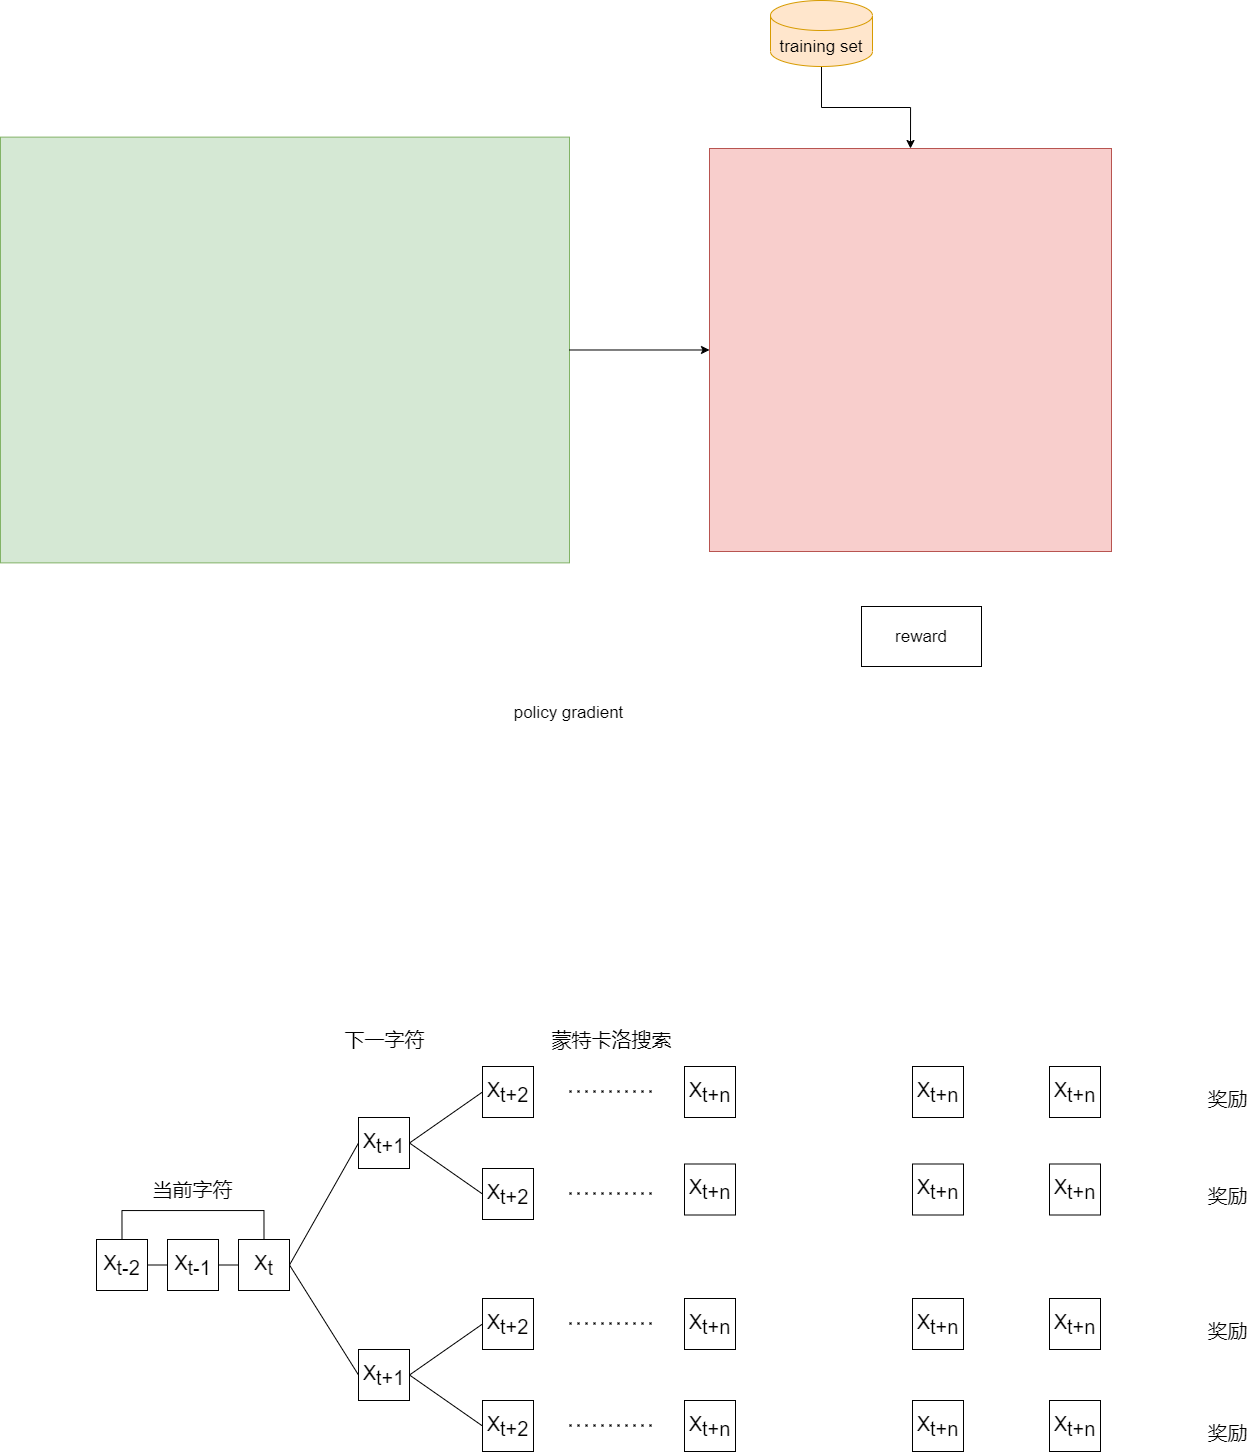 training set
reward
policy gradient
下一字符
蒙特卡洛搜索
X_{t+2} ........... X_{t+n} X_{t+n} X_{t+n} 奖励
X_{t+1}
X_{t+2} ........... X_{t+n} X_{t+n} X_{t+n} 奖励
当前字符
X_{t-2} X_{t-1} X_t
X_{t+2} ........... X_{t+n} X_{t+n} X_{t+n} 奖励
X_{t+1}
X_{t+2} ........... X_{t+n} X_{t+n} X_{t+n} 奖励